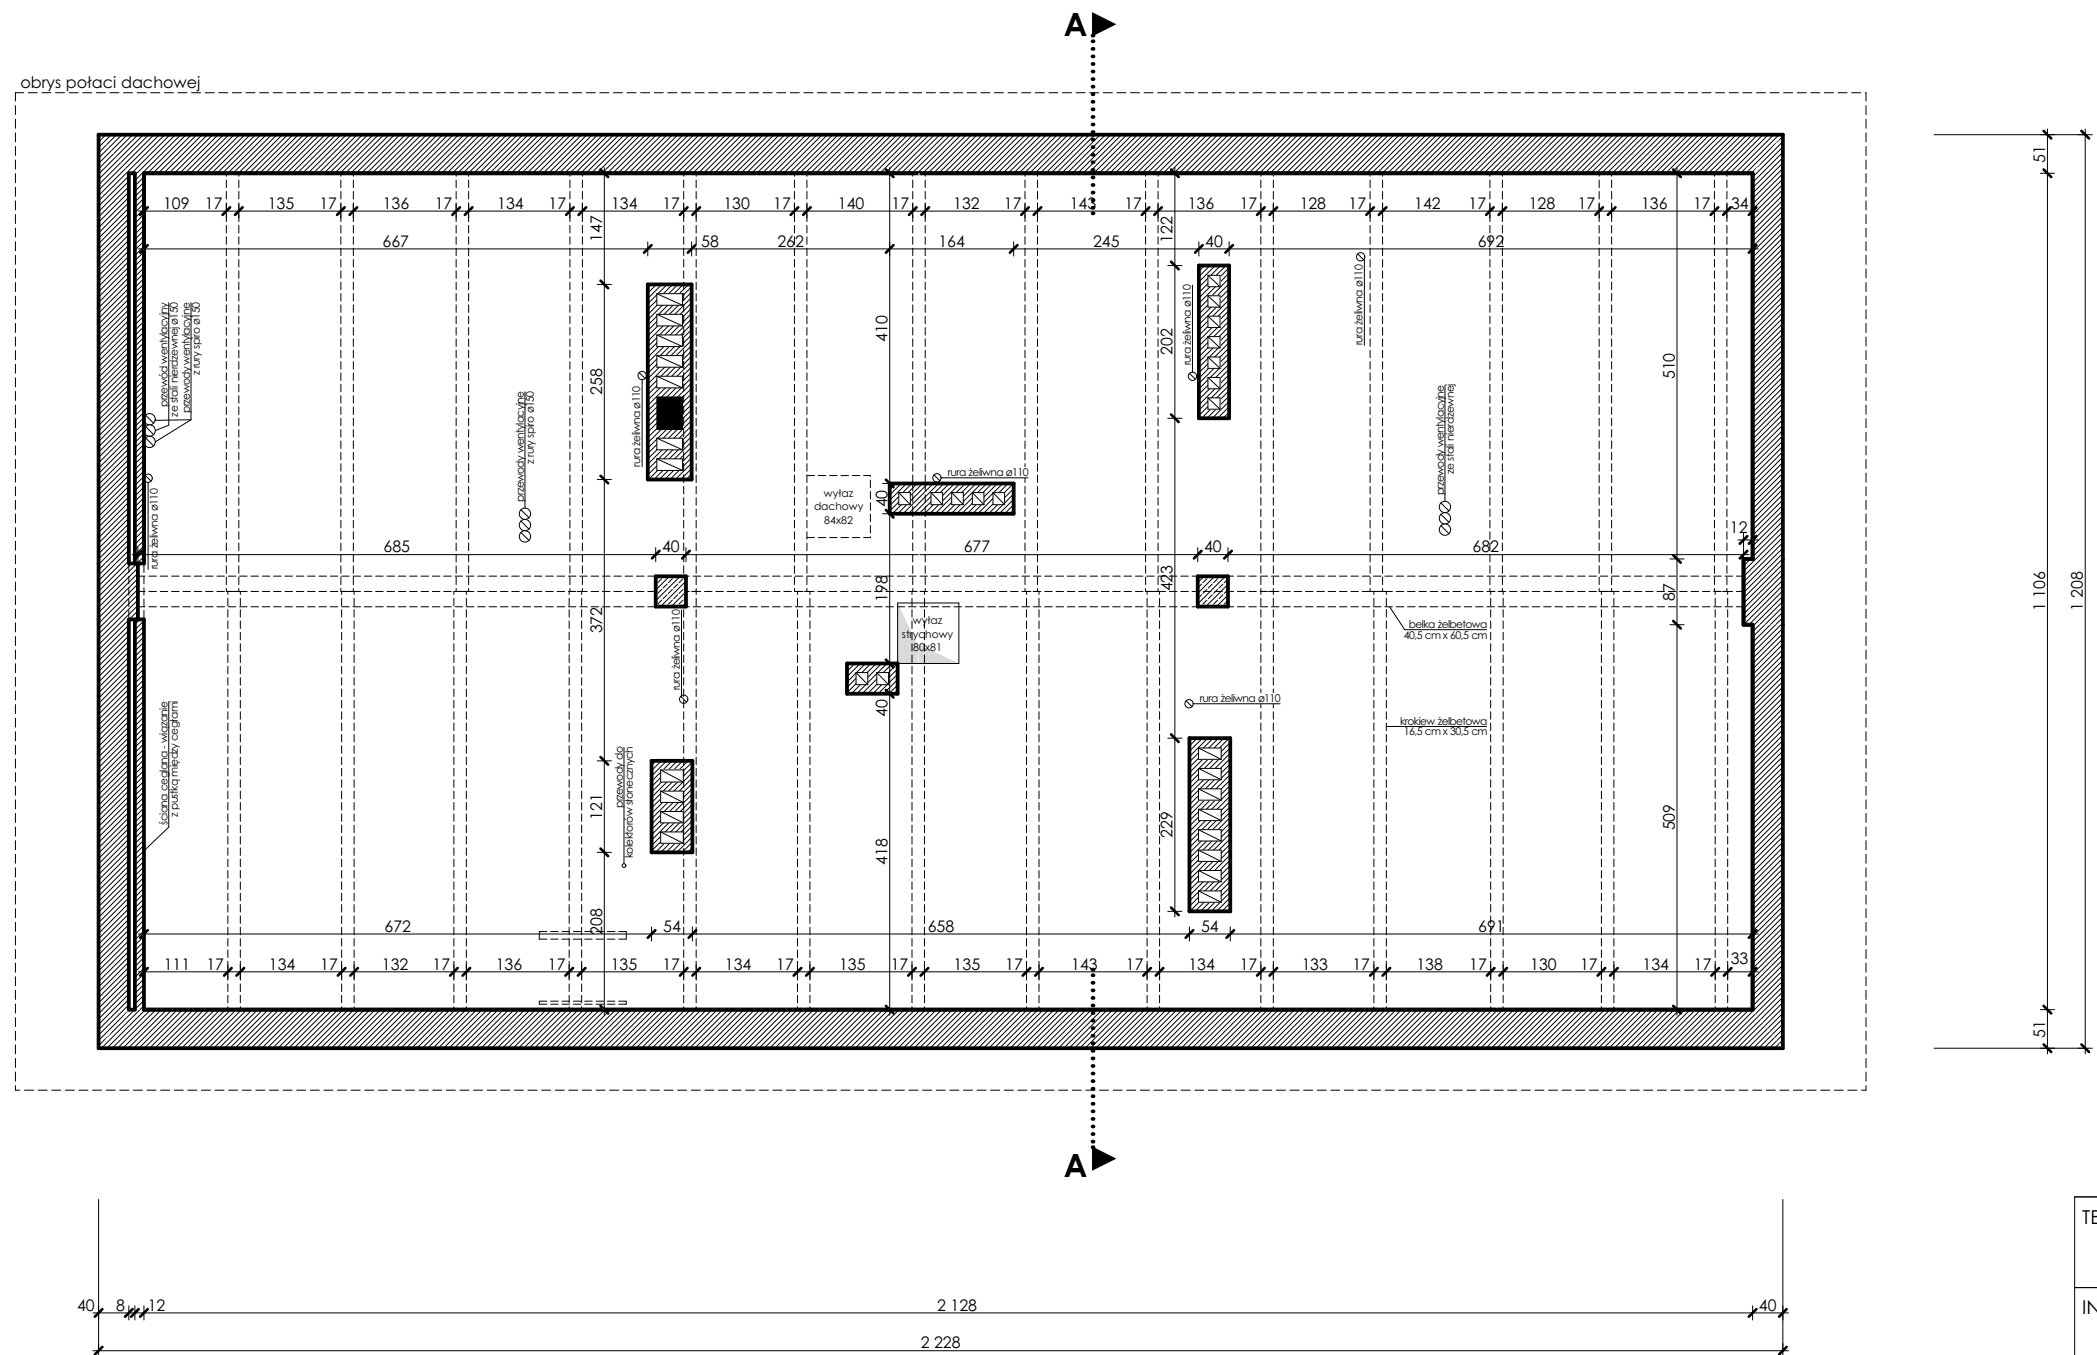 A
obrys połaci dachowej
51
109 17 135 17 136 17 134 17 134 17 130 17 140 17 132 17 143 17 136 17 128 17 142 17 128 17 136 17 34
147
122
667 58 262 164 245 40 692
przewód wentylacyjny
ze stali nierdzewnej ø150
przewody wentylacyjne
z rury spiro ø150
258
410
202
510
rura żeliwna ø110
rura żeliwna ø110
rura żeliwna ø110
przewody wentylacyjne
z rury spiro ø150
przewody wentylacyjne
ze stali nierdzewnej
rura żeliwna ø110
wyłaz
dachowy
84x82
40
rura żeliwna ø110
12
685 40 677 40 682
198
423
372
87
1 106
1 208
rura żeliwna ø110
wyłaz
strychowy
180x81
belka żelbetowa
40,5 cm x 60,5 cm
40
rura żeliwna ø110
krokiew żelbetowa
16,5 cm x 30,5 cm
ściana ceglana - wiązanie
z pustką między cegłami
przewody do
kolektorów słonecznych
121
418
229
509
208
672 54 658 54 691
111 17 134 17 132 17 136 17 135 17 134 17 135 17 135 17 143 17 134 17 133 17 138 17 130 17 134 17 33
51
A
TE
IN
40 8 12 2 128 40
2 228